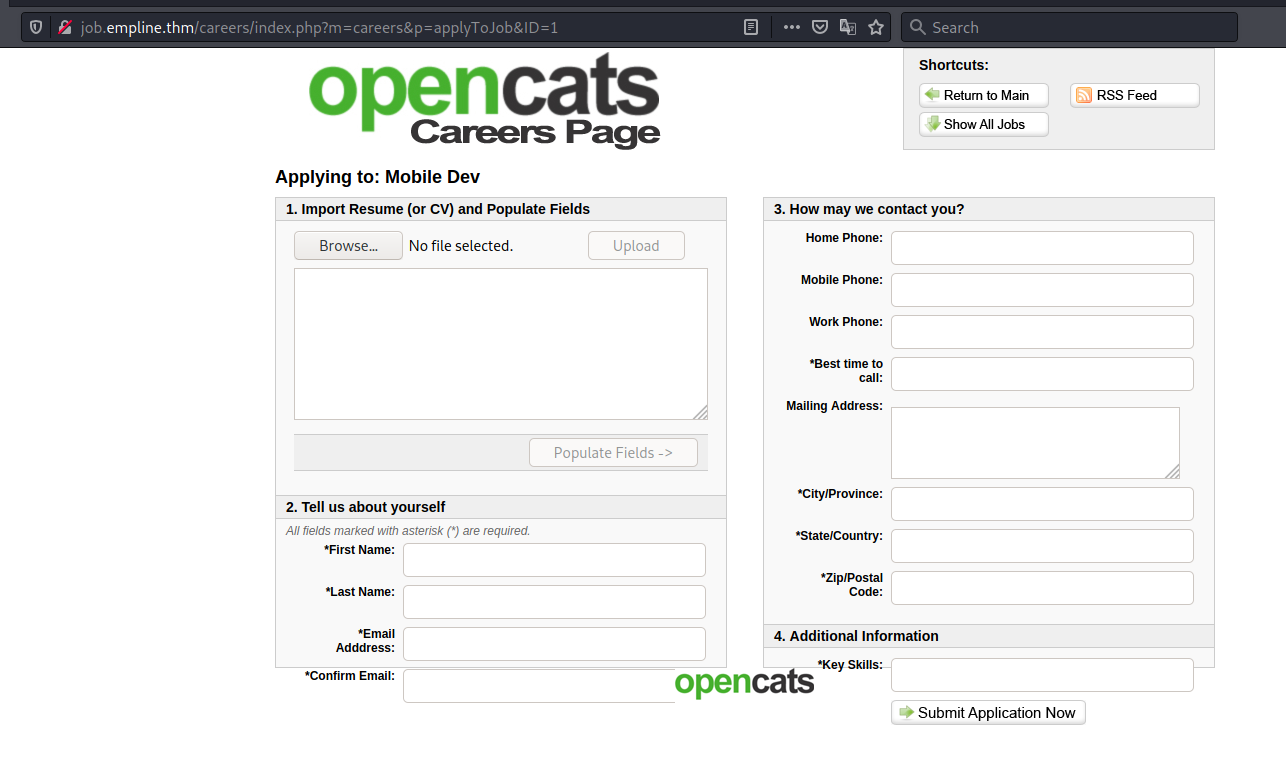 job.empline.thm/careers/index.php?m=careers&p=applyToJob&ID=1
Search
opencats
Careers Page
Shortcuts:
Return to Main
RSS Feed
Show All Jobs
Applying to: Mobile Dev
1. Import Resume (or CV) and Populate Fields
Browse...
No file selected.
Upload
Populate Fields ->
2. Tell us about yourself
All fields marked with asterisk (*) are required.
*First Name:
*Last Name:
*Email
Adddress:
*Confirm Email:
3. How may we contact you?
Home Phone:
Mobile Phone:
Work Phone:
*Best time to
call:
Mailing Address:
*City/Province:
*State/Country:
*Zip/Postal
Code:
4. Additional Information
*Key Skills:
Submit Application Now
opencats